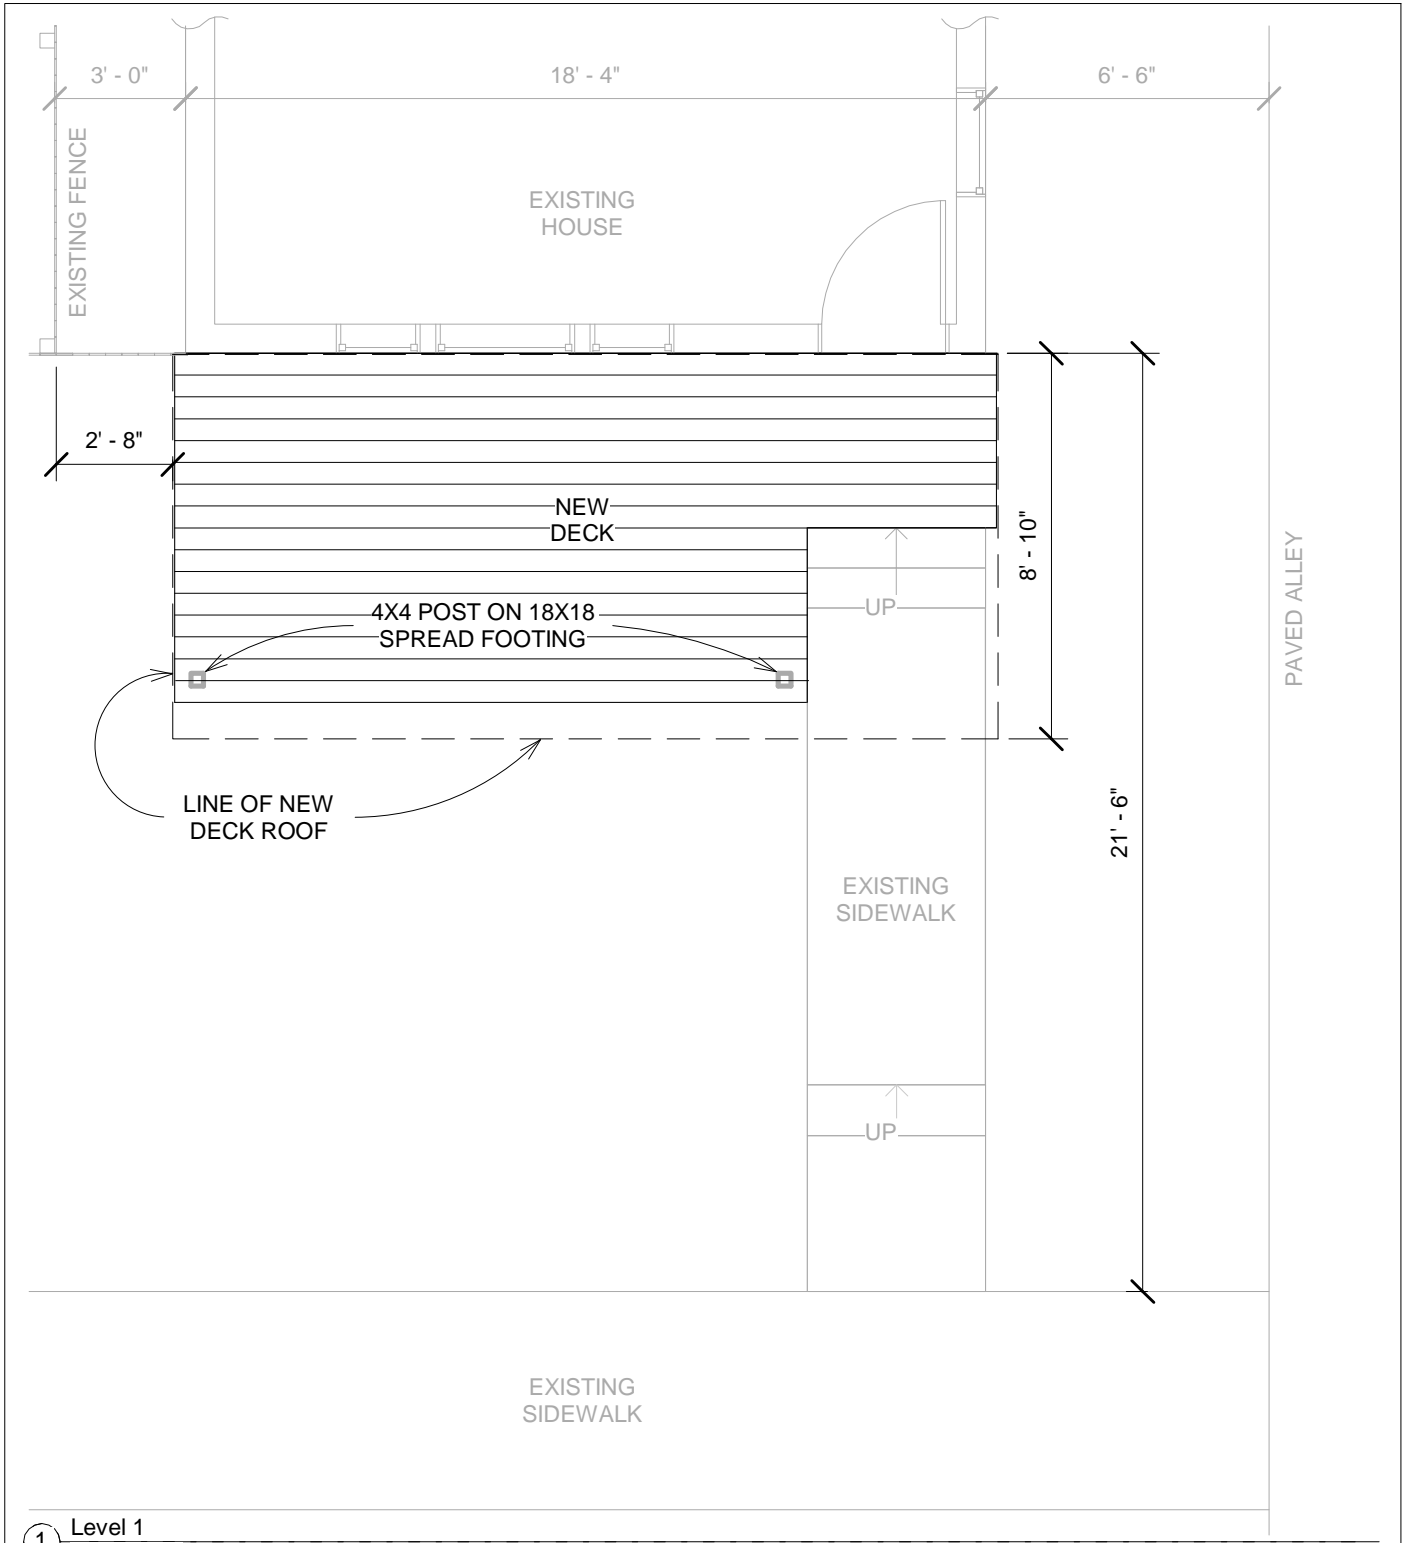 3' - 0"
18' - 4"
6' - 6"
EXISTING FENCE
EXISTING
HOUSE
2' - 8"
NEW
DECK
8' - 10"
PAVED ALLEY
UP
4X4 POST ON 18X18
SPREAD FOOTING
LINE OF NEW
DECK ROOF
21' - 6"
EXISTING
SIDEWALK
UP
EXISTING
SIDEWALK
1
Level 1